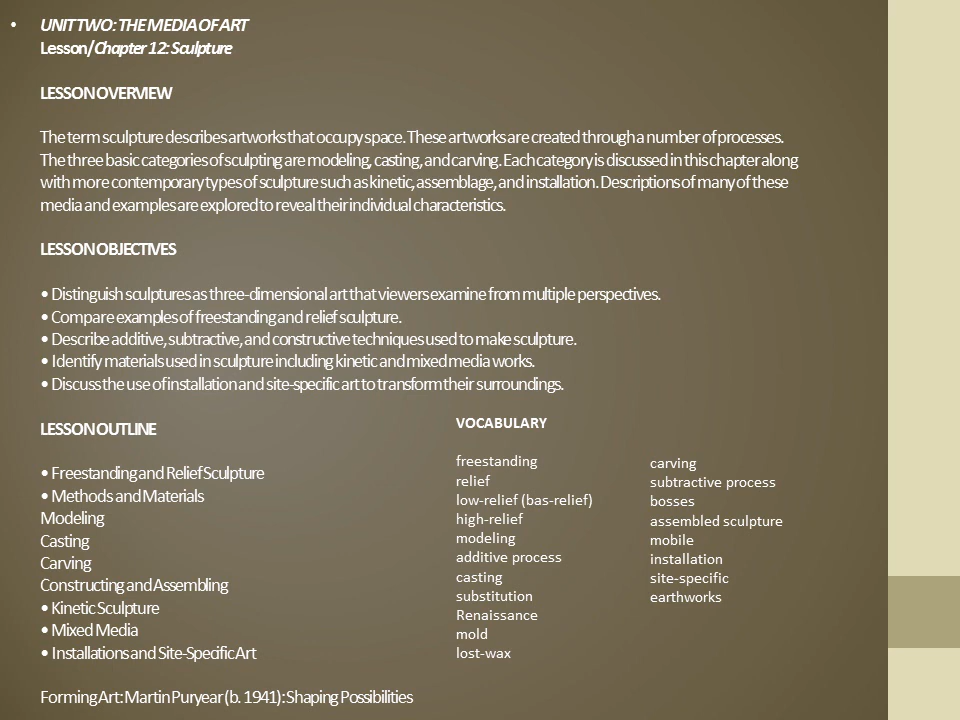 • UNIT TWO: THE MEDIA OF ART
Lesson/Chapter 12: Sculpture
LESSON OVERVIEW
The term sculpture describes artworks that occupy space. These artworks are created through a number of processes.
The three basic categories of sculpting are modeling, casting, and carving. Each category is discussed in this chapter along
with more contemporary types of sculpture such as kinetic, assemblage, and installation. Descriptions of many of these
media and examples are explored to reveal their individual characteristics.
LESSON OBJECTIVES
• Distinguish sculptures as three-dimensional art that viewers examine from multiple perspectives.
• Compare examples of freestanding and relief sculpture.
• Describe additive, subtractive, and constructive techniques used to make sculpture.
• Identify materials used in sculpture including kinetic and mixed media works.
• Discuss the use of installation and site-specific art to transform their surroundings.
LESSON OUTLINE
• Freestanding and Relief Sculpture
• Methods and Materials
Modeling
Casting
Carving
Constructing and Assembling
• Kinetic Sculpture
• Mixed Media
• Installations and Site-Specific Art
Forming Art: Martin Puryear (b. 1941): Shaping Possibilities
VOCABULARY
freestanding
relief
low-relief (bas-relief)
high-relief
modeling
additive process
casting
substitution
Renaissance
mold
lost-wax
carving
subtractive process
bosses
assembled sculpture
mobile
installation
site-specific
earthworks